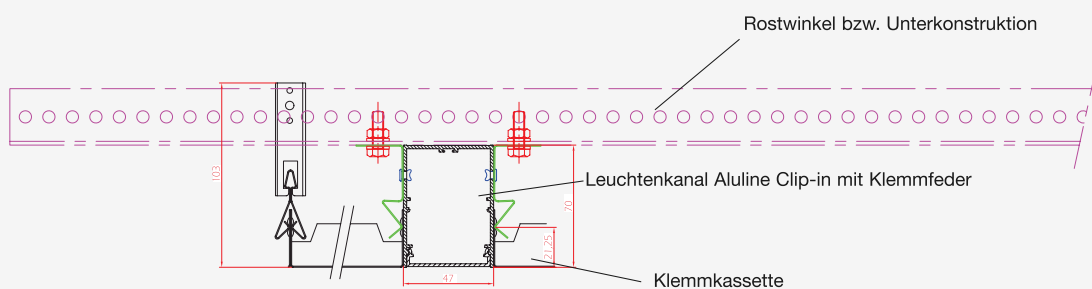 Rostwinkel bzw. Unterkonstruktion
103
Leuchtenkanal Aluline Clip-in mit Klemmfeder
70
21.25
47
Klemmkassette